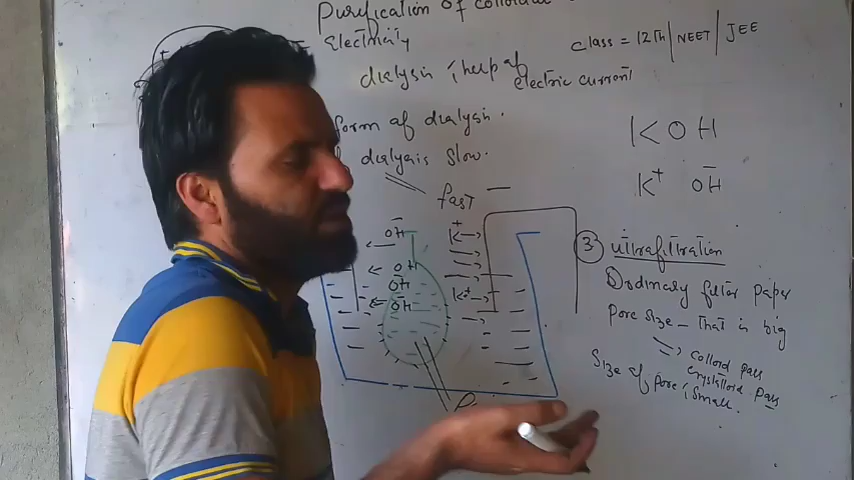 Purification of colloidal
Electricity
class = 12Th | NEET | JEE
dialysis ; help of
electric current
form of dialysis.
dialysis slow.
fast
KOH
K+ OH-
OH- K+
OH-
OH-
OH- K+
3 ultrafiltration
Ordinary filter paper
Pore size - That is big
colloid pass
crystalloid pass
Size of pore ; small.